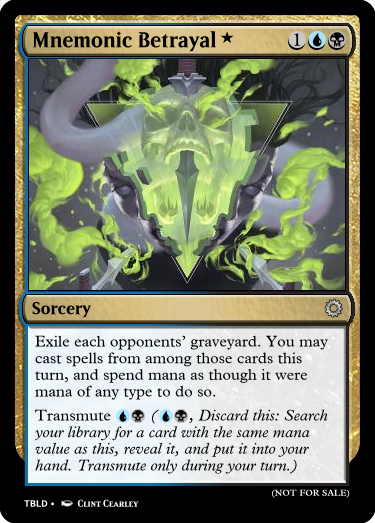 Mnemonic Betrayal ★ 1
Sorcery
Exile each opponents’ graveyard. You may
cast spells from among those cards this
turn, and spend mana as though it were
mana of any type to do so.
Transmute (, Discard this: Search
your library for a card with the same mana
value as this, reveal it, and put it into your
hand. Transmute only during your turn.)
(NOT FOR SALE)
TBLD • Clint Cearley